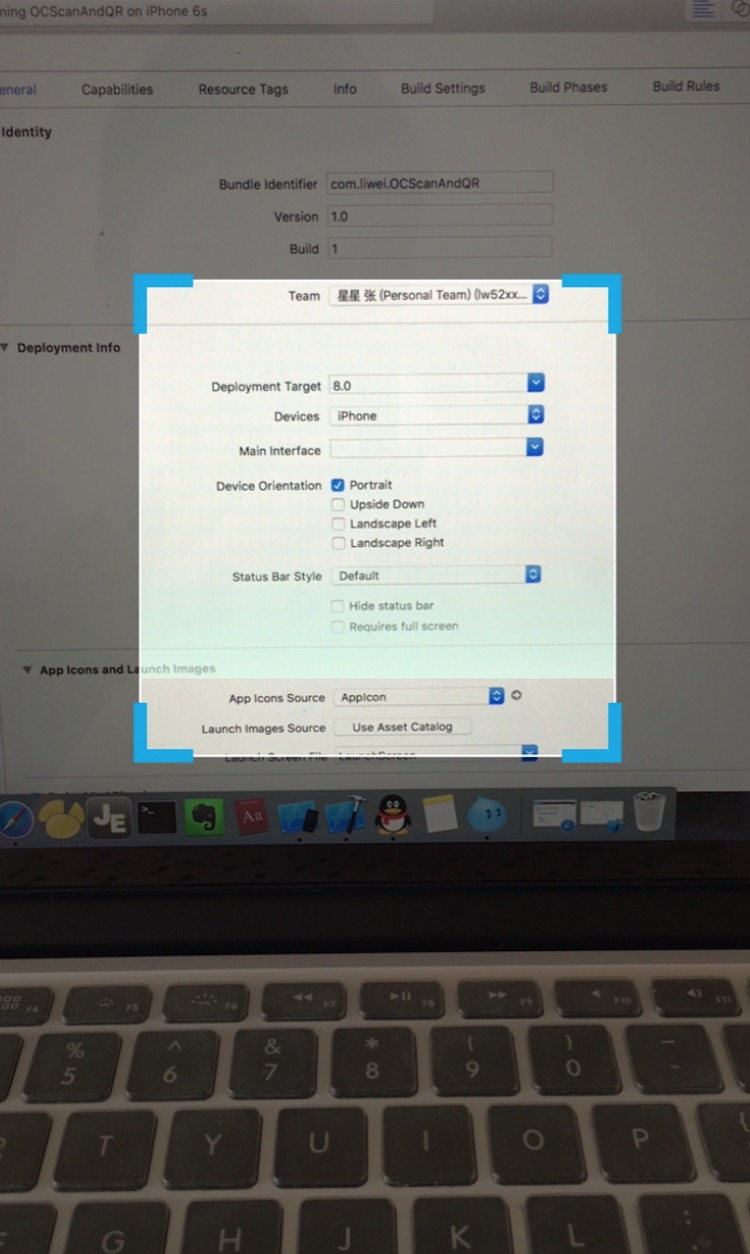 ning OCScanAndQR on iPhone 6s
eneral Capabilities Resource Tags Info Build Settings Build Phases Build Rules
Identity
Bundle Identifier com.liwei.OCScanAndQR
Version 1.0
Build 1
Team 星星 张 (Personal Team) (lw52xx...
Deployment Info
Deployment Target 8.0
Devices iPhone
Main Interface
Device Orientation Portrait
Upside Down
Landscape Left
Landscape Right
Status Bar Style Default
Hide status bar
Requires full screen
App Icons and Launch Images
App Icons Source AppIcon
Launch Images Source Use Asset Catalog
Launch Screen File LaunchScreen
JE Aa
F4 F5 F6 F7 F8 F9 F10 F11
% ^ & * ( ) —
5 6 7 8 9 0 -
T Y U I O P {
G H J K L :
;